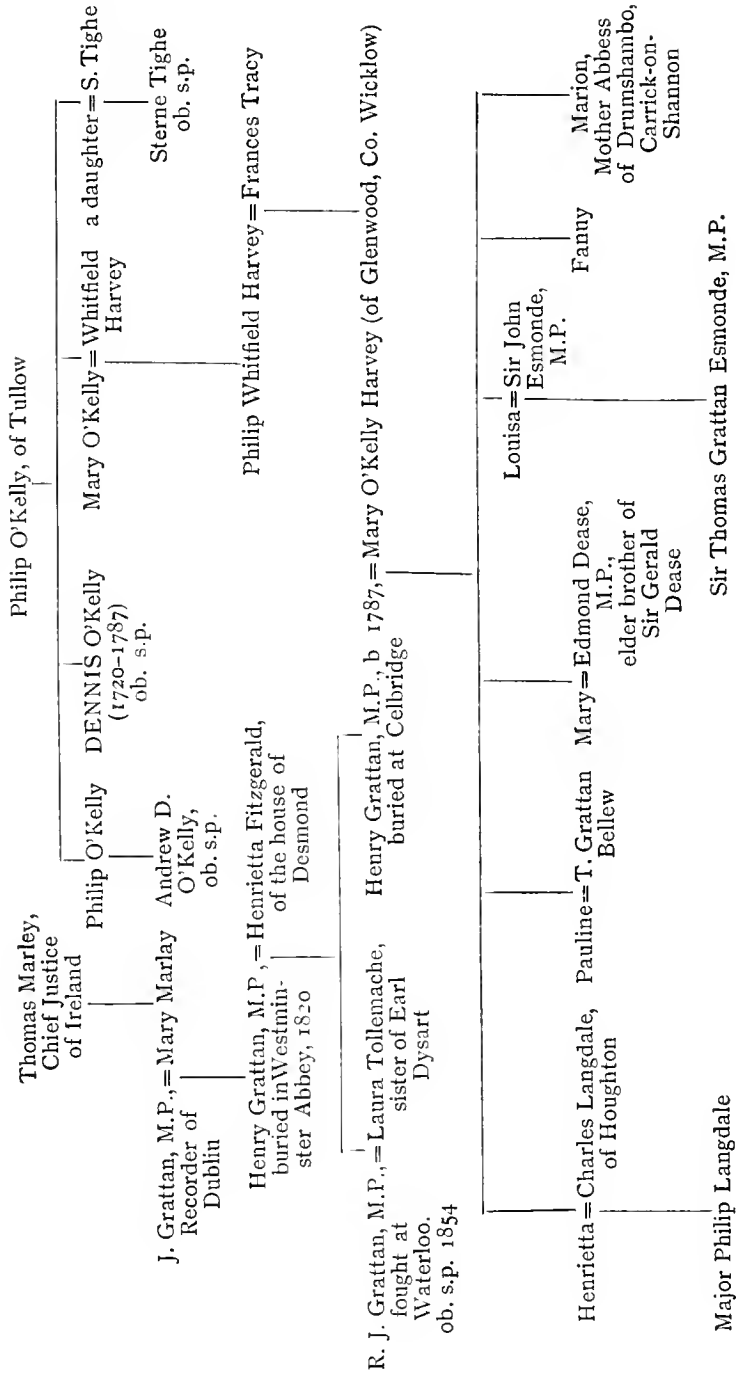 Philip O'Kelly, of Tullow
Thomas Marley,
Chief Justice
of Ireland
Philip O'Kelly
DENNIS O'KELLY
(1720-1787)
ob. s.p.
Mary O'Kelly = Whitfield
Harvey
a daughter = S. Tighe
Sterne Tighe
ob. s.p.
J. Grattan, M.P., = Mary Marlay
Recorder of
Dublin
Andrew D.
O'Kelly,
ob. s.p.
Henry Grattan, M.P., = Henrietta Fitzgerald,
buried in Westmin-
ster Abbey, 1820
of the house of
Desmond
Philip Whitfield Harvey = Frances Tracy
R. J. Grattan, M.P., = Laura Tollemache,
fought at
Waterloo.
ob. s.p. 1854
sister of Earl
Dysart
Henry Grattan, M.P., b 1787, = Mary O'Kelly Harvey (of Glenwood, Co. Wicklow)
buried at Celbridge
Henrietta = Charles Langdale,
of Houghton
Pauline = T. Grattan
Bellew
Mary = Edmond Dease,
M.P.,
elder brother of
Sir Gerald
Dease
Louisa = Sir John
Esmonde,
M.P.
Fanuy
Marion,
Mother Abbess
of Drumshambo,
Carrick-on-
Shannon
Major Philip Langdale
Sir Thomas Grattan Esmonde, M.P.